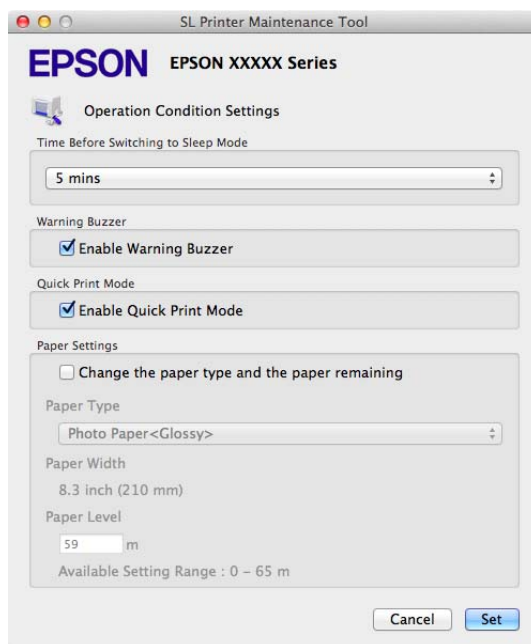 SL Printer Maintenance Tool
EPSON EPSON XXXXX Series
Operation Condition Settings
Time Before Switching to Sleep Mode
5 mins
Warning Buzzer
Enable Warning Buzzer
Quick Print Mode
Enable Quick Print Mode
Paper Settings
Change the paper type and the paper remaining
Paper Type
Photo Paper<Glossy>
Paper Width
8.3 inch (210 mm)
Paper Level
59 m
Available Setting Range : 0 – 65 m
Cancel Set